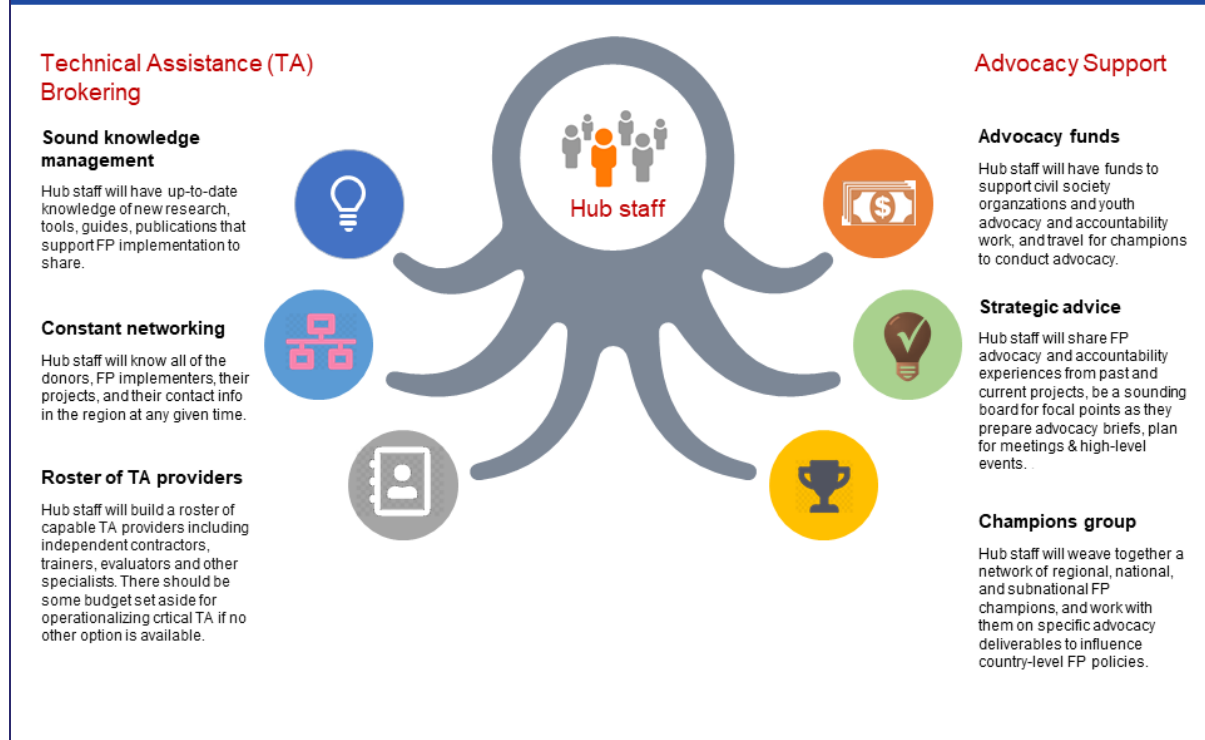 Technical Assistance (TA)
Brokering
Sound knowledge
management
Hub staff will have up-to-date
knowledge of new research,
tools, guides, publications that
support FP implementation to
share.
Constant networking
Hub staff will know all of the
donors, FP implementers, their
projects, and their contact info
in the region at any given time.
Roster of TA providers
Hub staff will build a roster of
capable TA providers including
independent contractors,
trainers, evaluators and other
specialists. There should be
some budget set aside for
operationalizing crtical TA if no
other option is available.
Hub staff
$
Advocacy Support
Advocacy funds
Hub staff will have funds to
support civil society
organzations and youth
advocacy and accountability
work, and travel for champions
to conduct advocacy.
Strategic advice
Hub staff will share FP
advocacy and accountability
experiences from past and
current projects, be a sounding
board for focal points as they
prepare advocacy briefs, plan
for meetings & high-level
events. .
Champions group
Hub staff will weave together a
network of regional, national,
and subnational FP
champions, and work with
them on specific advocacy
deliverables to influence
country-level FP policies.